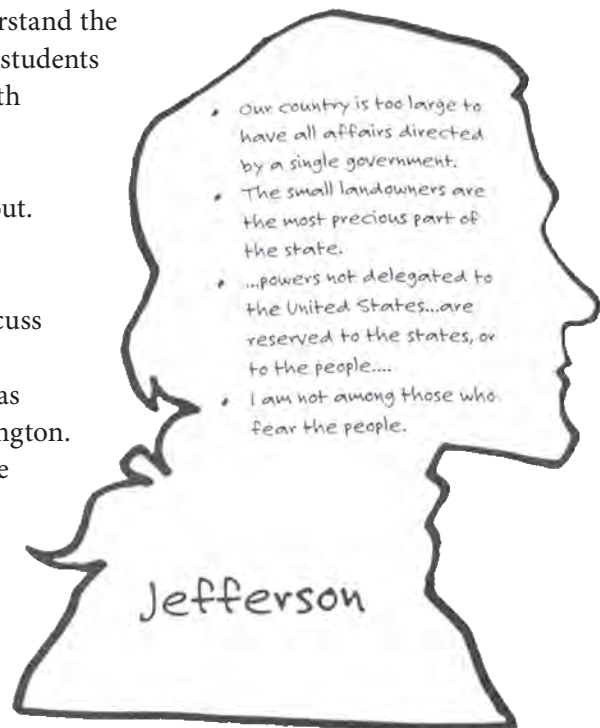 erstand the
students
th
out.
cuss
as
ngton.
e
• Our country is too large to
have all affairs directed
by a single government.
• The small landowners are
the most precious part of
the state.
• ...powers not delegated to
the United States...are
reserved to the states, or
to the people....
• I am not among those who
fear the people.
Jefferson